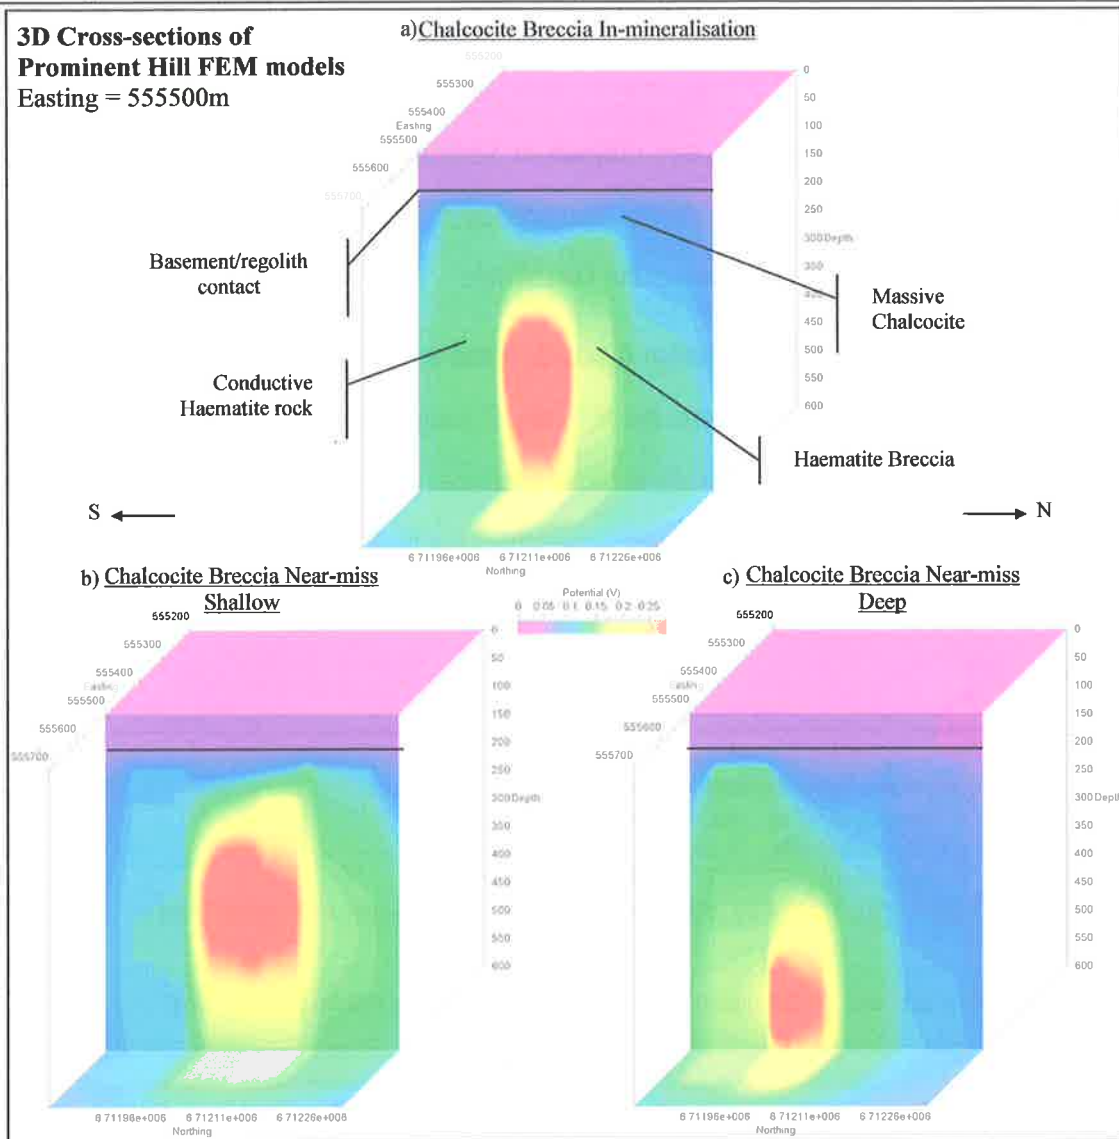 3D Cross-sections of
Prominent Hill FEM models
Easting = 555500m
a) Chalcocite Breccia In-mineralisation
555200
555300
555400
Easting
555500
555600
555700
0
50
100
150
200
250
300 Depth
350
400
450
500
550
600
Basement/regolith
contact
Massive
Chalcocite
Conductive
Haematite rock
Haematite Breccia
S
N
6 71196e+006 6 71211e+006 6 71226e+006
Northing
b) Chalcocite Breccia Near-miss
Shallow
Potential (V)
0 0.05 0.1 0.15 0.2 0.25
c) Chalcocite Breccia Near-miss
Deep
555200
555300
555400
Easting
555500
555600
555700
0
50
100
150
200
250
300 Depth
350
400
450
500
550
600
6 71196e+006 6 71211e+006 6 71226e+006
Northing
555200
555300
555400
Easting
555500
555600
555700
0
50
100
150
200
250
300 Depth
350
400
450
500
550
600
6 71196e+006 6 71211e+006 6 71226e+006
Northing